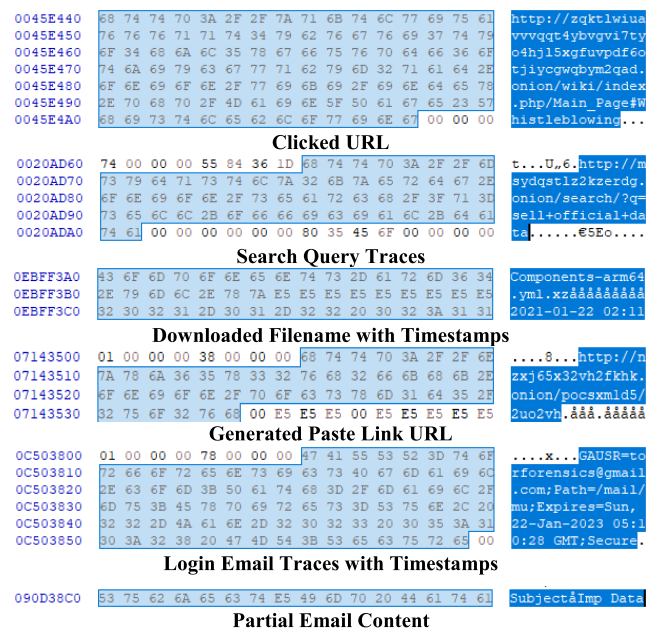 0045E440 68 74 74 70 3A 2F 2F 7A 71 6B 74 6C 77 69 75 61 http://zqktlwiua
0045E450 76 76 76 71 71 74 34 79 62 76 67 76 69 37 74 79 vvvqqt4ybvgvi7ty
0045E460 6F 34 68 6A 6C 35 78 67 66 75 76 70 64 66 36 6F o4hjl5xgfuvpdf6o
0045E470 74 6A 69 79 63 67 77 71 62 79 6D 32 71 61 64 2E tjiycgwqbym2qad.
0045E480 6F 6E 69 6F 6E 2F 77 69 6B 69 2F 69 6E 64 65 78 onion/wiki/index
0045E490 2E 70 68 70 2F 4D 61 69 6E 5F 50 61 67 65 23 57 .php/Main_Page#W
0045E4A0 68 69 73 74 6C 65 62 6C 6F 77 69 6E 67 00 00 00 histleblowing...
Clicked URL
0020AD60 74 00 00 00 55 84 36 1D 68 74 74 70 3A 2F 2F 6D t...U„6.http://m
0020AD70 73 79 64 71 73 74 6C 7A 32 6B 7A 65 72 64 67 2E sydqstlz2kzerdg.
0020AD80 6F 6E 69 6F 6E 2F 73 65 61 72 63 68 2F 3F 71 3D onion/search/?q=
0020AD90 73 65 6C 6C 2B 6F 66 66 69 63 69 61 6C 2B 64 61 sell+official+da
0020ADA0 74 61 00 00 00 00 00 00 80 35 45 6F 00 00 00 00 ta......€5Eo....
Search Query Traces
0EBFF3A0 43 6F 6D 70 6F 6E 65 6E 74 73 2D 61 72 6D 36 34 Components-arm64
0EBFF3B0 2E 79 6D 6C 2E 78 7A E5 E5 E5 E5 E5 E5 E5 E5 E5 .yml.xzååååååååå
0EBFF3C0 32 30 32 31 2D 30 31 2D 32 32 20 30 32 3A 31 31 2021-01-22 02:11
Downloaded Filename with Timestamps
07143500 01 00 00 00 38 00 00 00 68 74 74 70 3A 2F 2F 6E ....8...http://n
07143510 7A 78 6A 36 35 78 33 32 76 68 32 66 6B 68 6B 2E zxj65x32vh2fkhk.
07143520 6F 6E 69 6F 6E 2F 70 6F 63 73 78 6D 6C 64 35 2F onion/pocsxmld5/
07143530 32 75 6F 32 76 68 00 E5 E5 E5 00 E5 E5 E5 E5 E5 2uo2vh.ååå.ååååå
Generated Paste Link URL
0C503800 01 00 00 00 78 00 00 00 47 41 55 53 52 3D 74 6F ....x...GAUSR=to
0C503810 72 66 6F 72 65 6E 73 69 63 73 40 67 6D 61 69 6C rforensics@gmail
0C503820 2E 63 6F 6D 3B 50 61 74 68 3D 2F 6D 61 69 6C 2F .com;Path=/mail/
0C503830 6D 75 3B 45 78 70 69 72 65 73 3D 53 75 6E 2C 20 mu;Expires=Sun,
0C503840 32 32 2D 4A 61 6E 2D 32 30 32 33 20 30 35 3A 31 22-Jan-2023 05:1
0C503850 30 3A 32 38 20 47 4D 54 3B 53 65 63 75 72 65 00 0:28 GMT;Secure.
Login Email Traces with Timestamps
090D38C0 53 75 62 6A 65 63 74 E5 49 6D 70 20 44 61 74 61 SubjectåImp Data
Partial Email Content